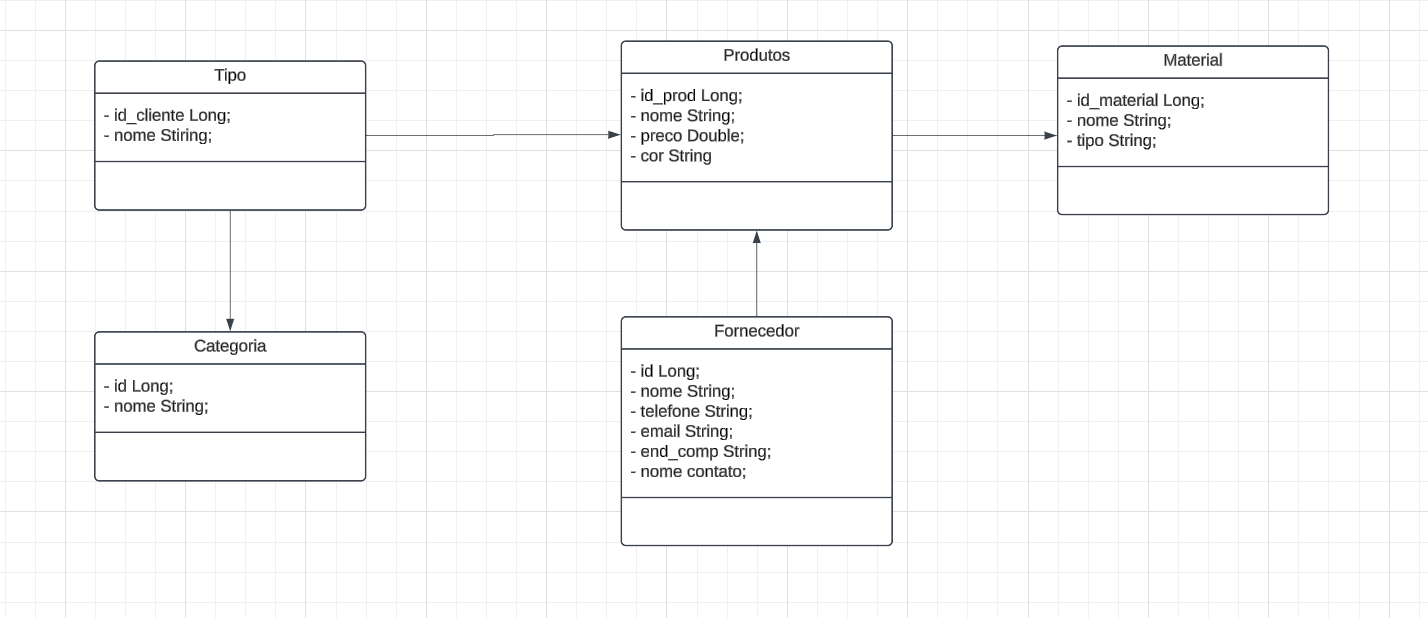 Tipo
- id_cliente Long;
- nome Stiring;
Produtos
- id_prod Long;
- nome String;
- preco Double;
- cor String
Material
- id_material Long;
- nome String;
- tipo String;
Categoria
- id Long;
- nome String;
Fornecedor
- id Long;
- nome String;
- telefone String;
- email String;
- end_comp String;
- nome contato;